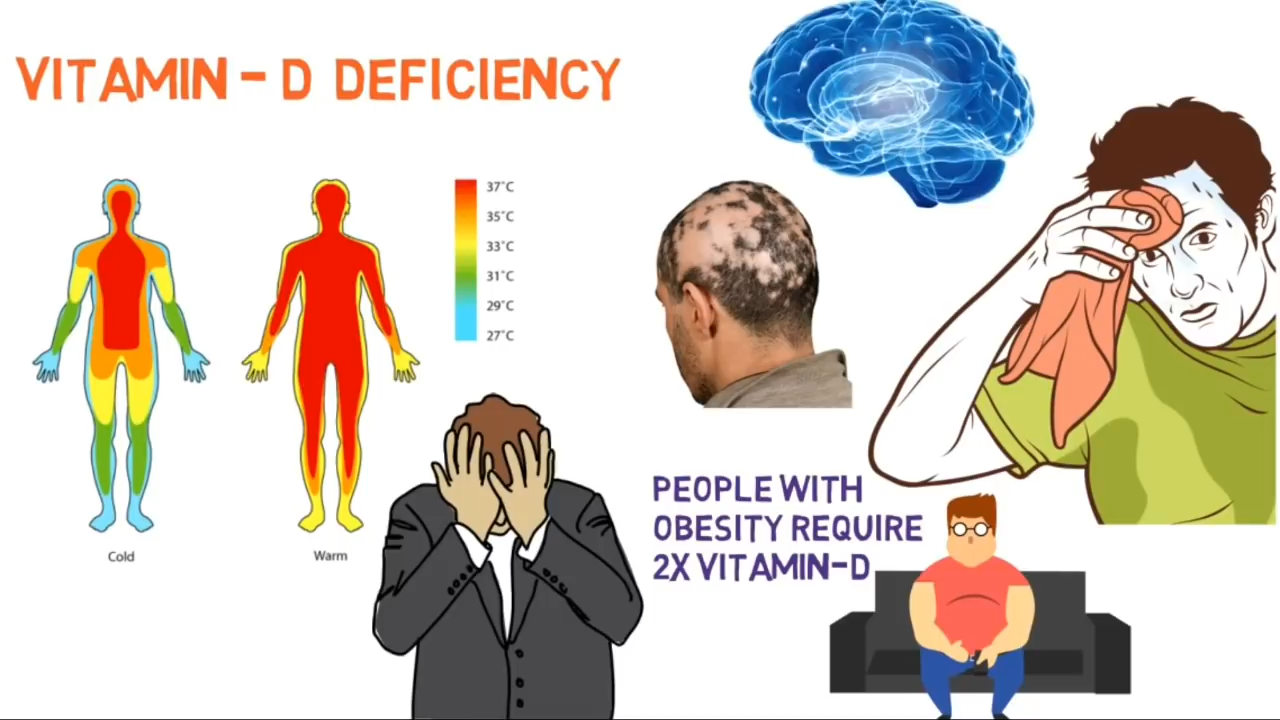 VITAMIN - D DEFICIENCY
37°C
35°C
33°C
31°C
29°C
27°C
Cold
Warm
PEOPLE WITH
OBESITY REQUIRE
2X VITAMIN-D